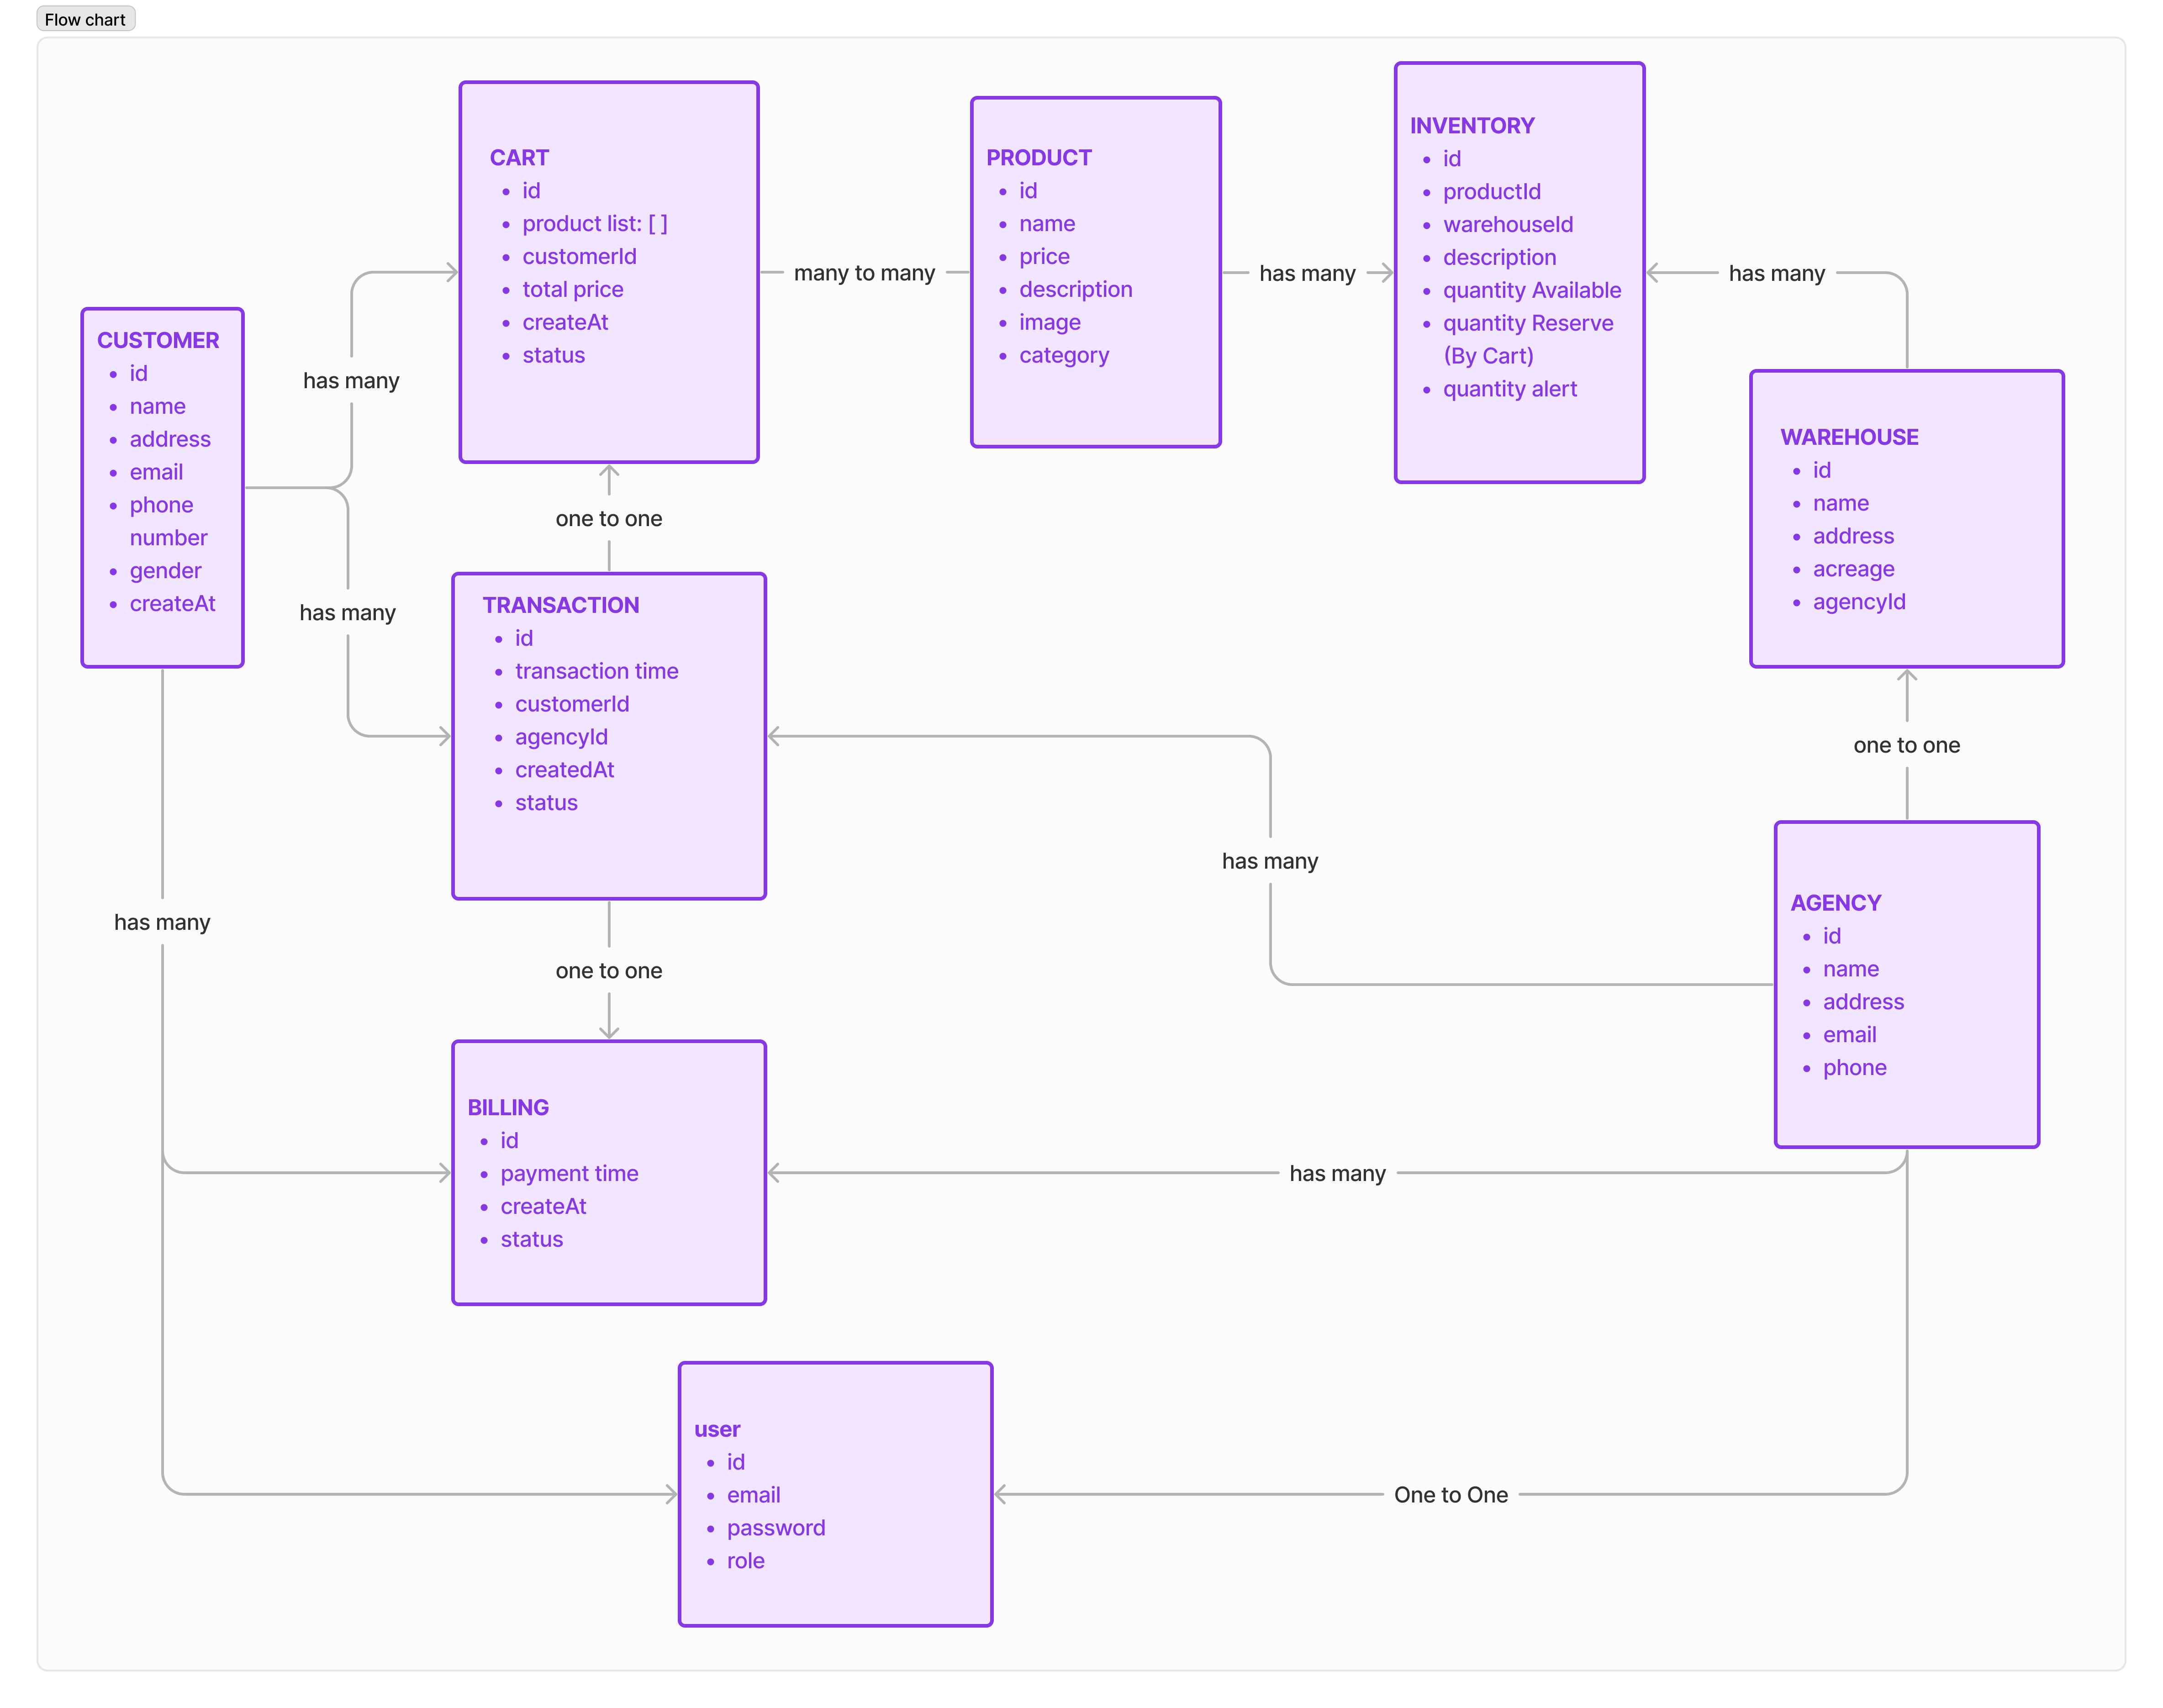 Flow chart
CUSTOMER
id
name
address
email
phone
number
gender
createAt
has many
has many
has many
CART
id
product list: [ ]
customerId
total price
createAt
status
many to many
PRODUCT
id
name
price
description
image
category
has many
INVENTORY
id
productId
warehouseId
description
quantity Available
quantity Reserve
(By Cart)
quantity alert
has many
WAREHOUSE
id
name
address
acreage
agencyId
one to one
one to one
TRANSACTION
id
transaction time
customerId
agencyId
createdAt
status
has many
AGENCY
id
name
address
email
phone
one to one
BILLING
id
payment time
createAt
status
has many
user
id
email
password
role
One to One